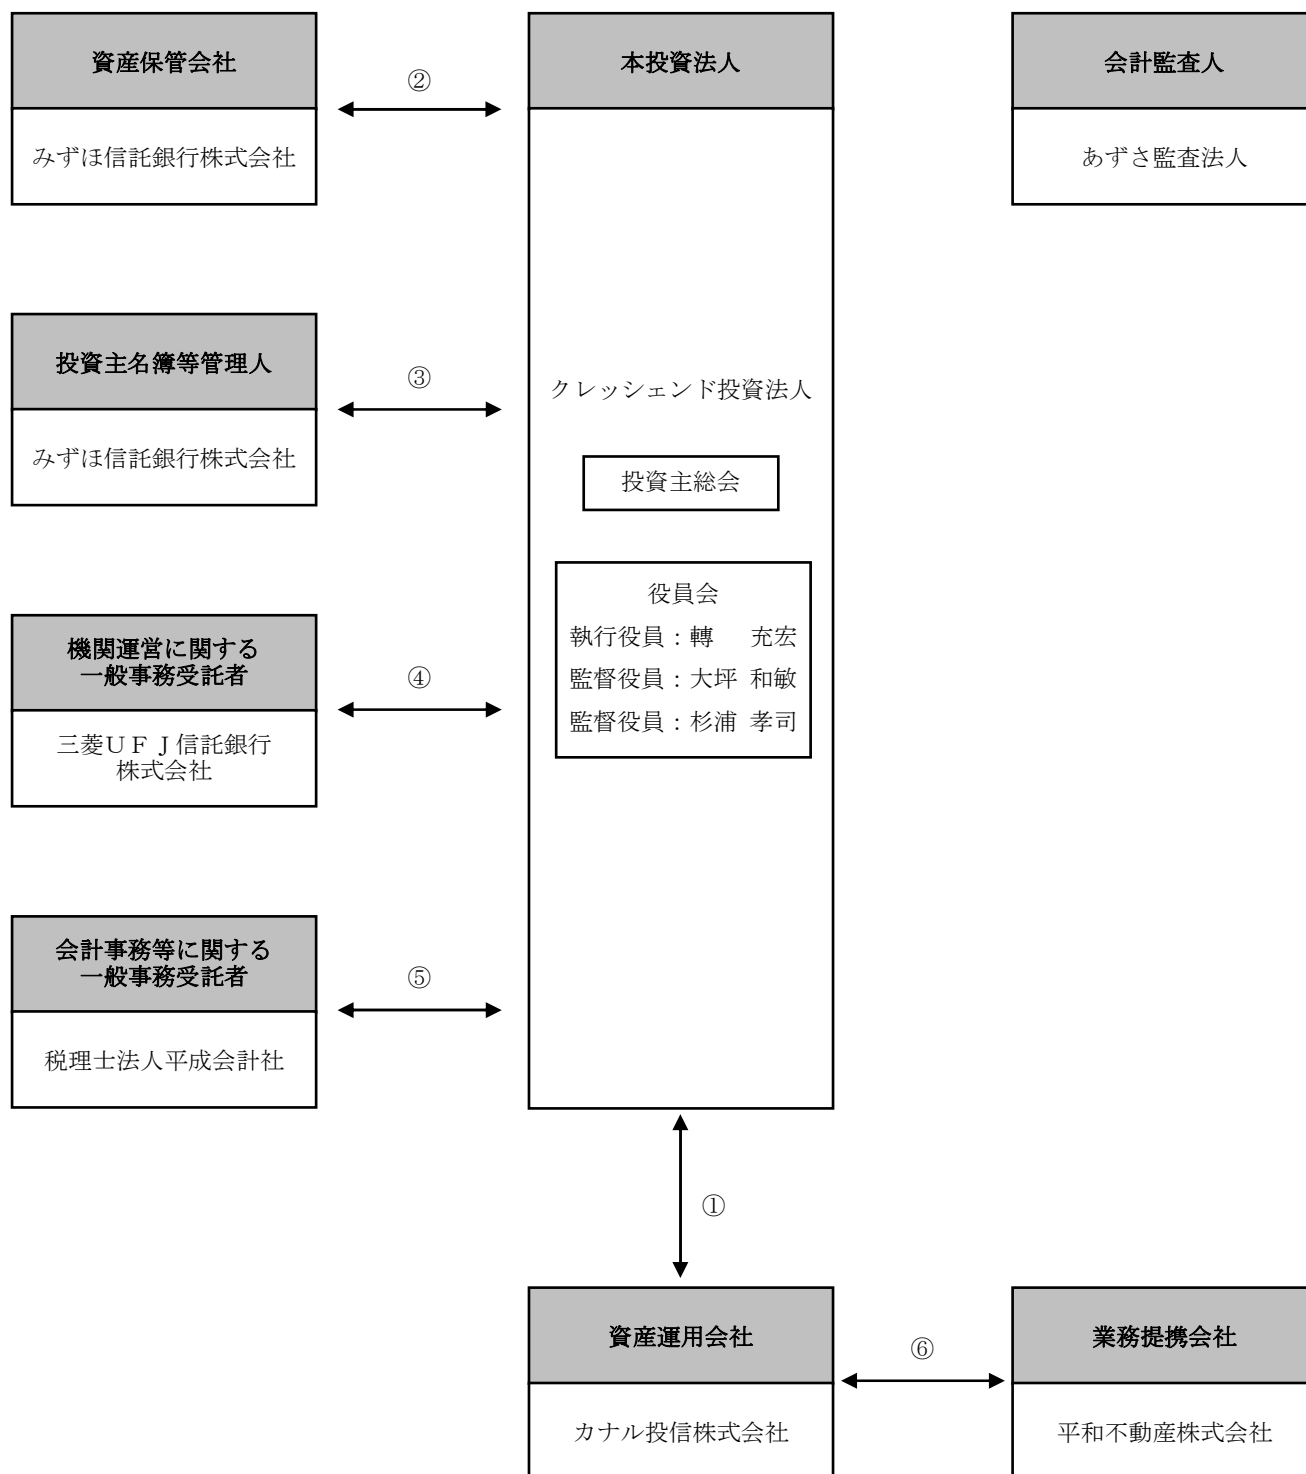 資産保管会社
みずほ信託銀行株式会社
②
本投資法人
会計監査人
あずさ監査法人
投資主名簿等管理人
みずほ信託銀行株式会社
③
クレッシェンド投資法人
投資主総会
役員会
執行役員：轉　充宏
監督役員：大坪 和敏
監督役員：杉浦 孝司
機関運営に関する
一般事務受託者
三菱ＵＦＪ信託銀行
株式会社
④
会計事務等に関する
一般事務受託者
税理士法人平成会計社
⑤
①
資産運用会社
カナル投信株式会社
⑥
業務提携会社
平和不動産株式会社